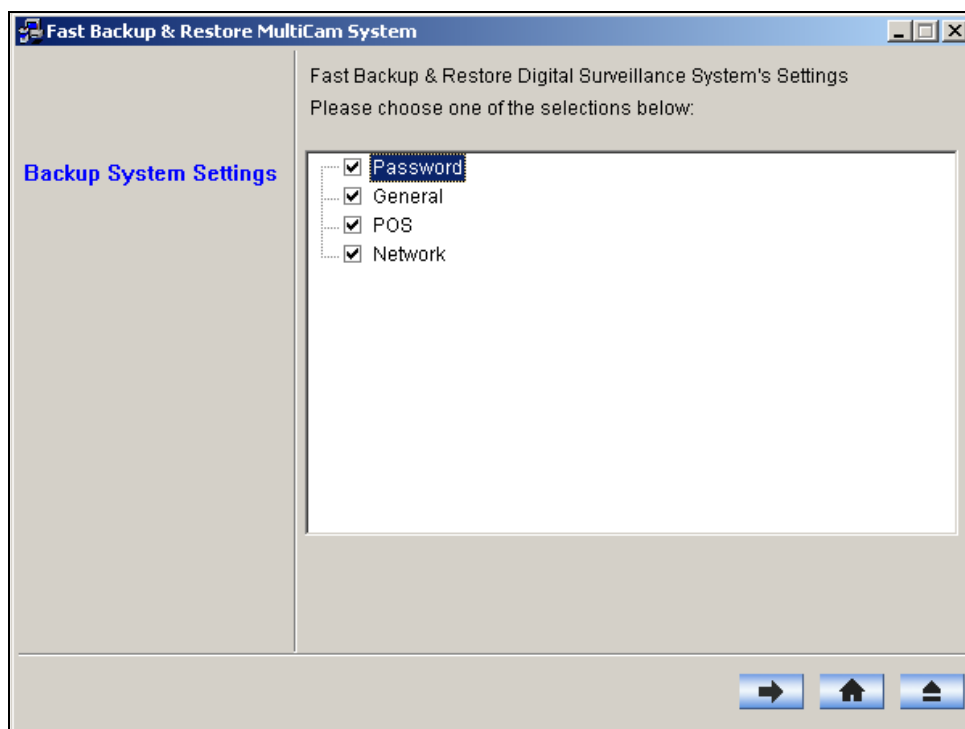 Fast Backup & Restore MultiCam System
Fast Backup & Restore Digital Surveillance System's Settings
Please choose one of the selections below:
Backup System Settings
Password
General
POS
Network